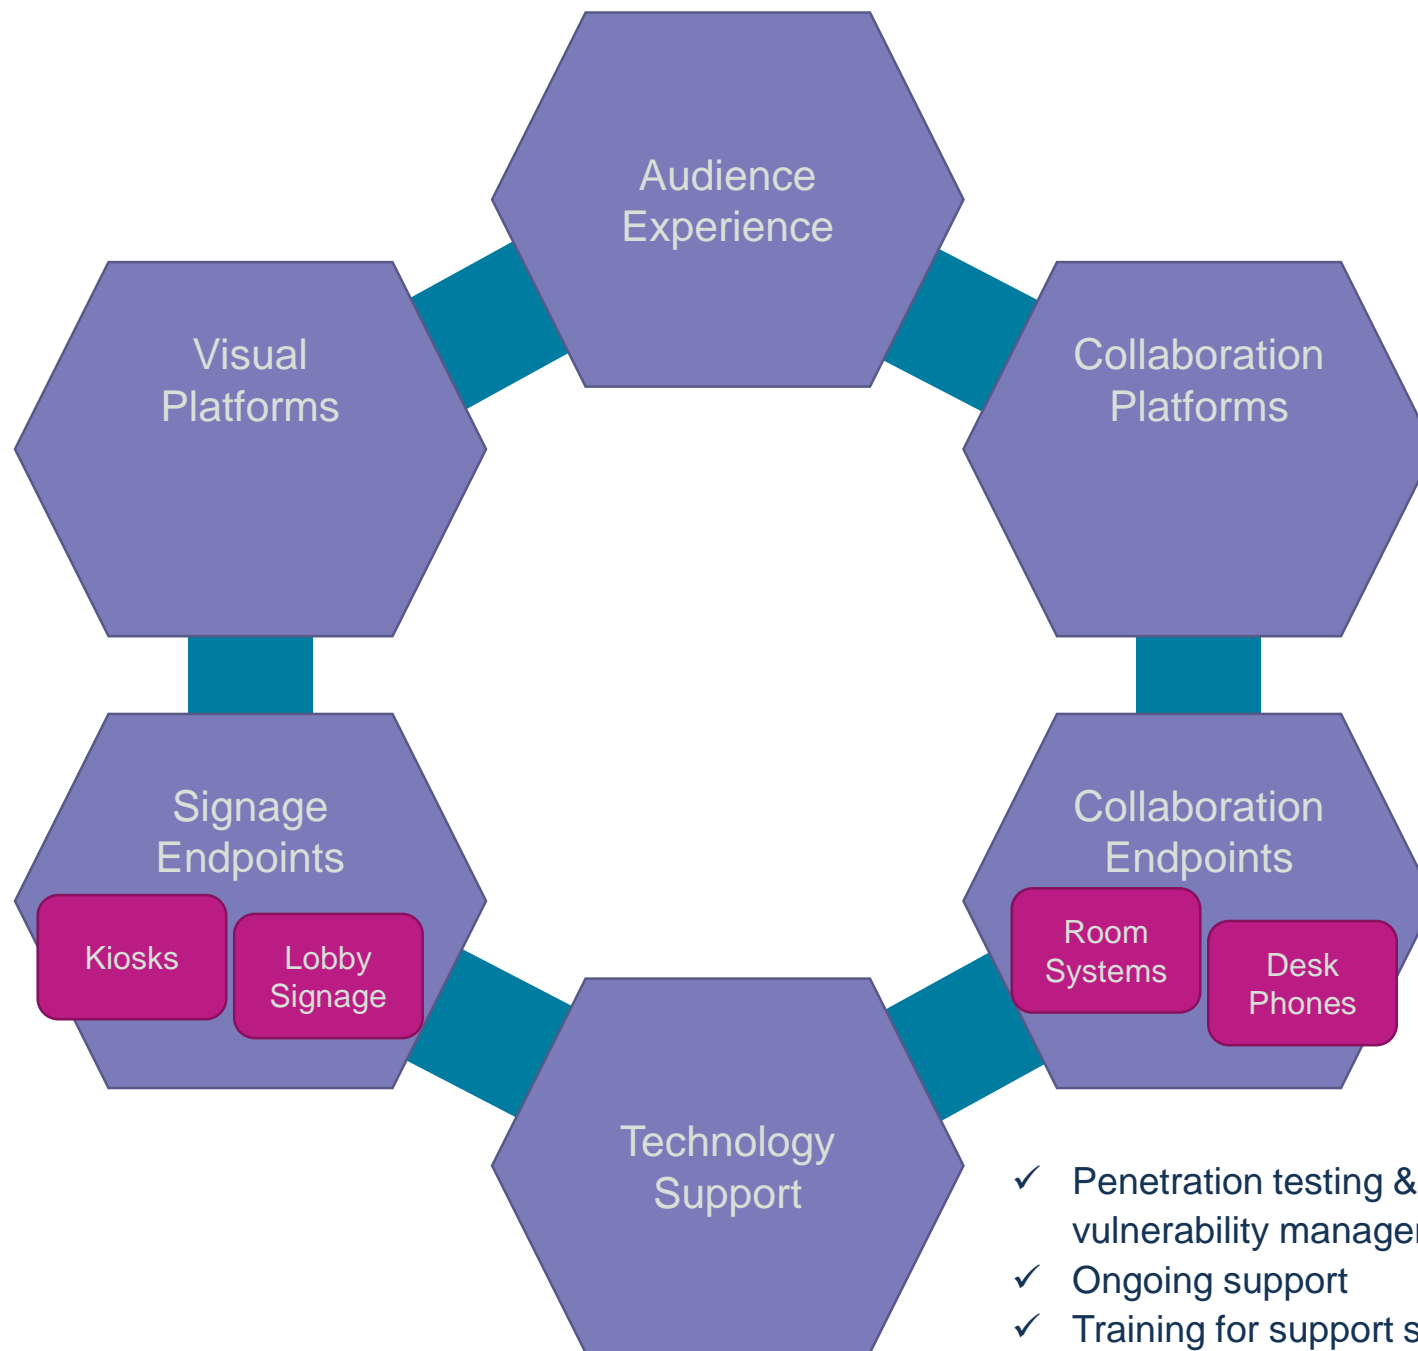 Audience
Experience
Visual
Platforms
Collaboration
Platforms
Signage
Endpoints
Kiosks
Lobby
Signage
Collaboration
Endpoints
Room
Systems
Desk
Phones
Technology
Support
✓ Penetration testing &
vulnerability
✓ Ongoing support
✓ Training for support